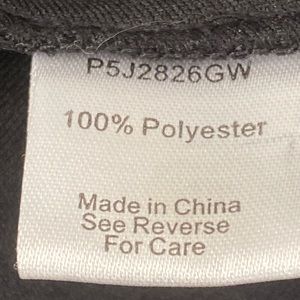 P5J2826GW
100% Polyester
Made in China
See Reverse
For Care